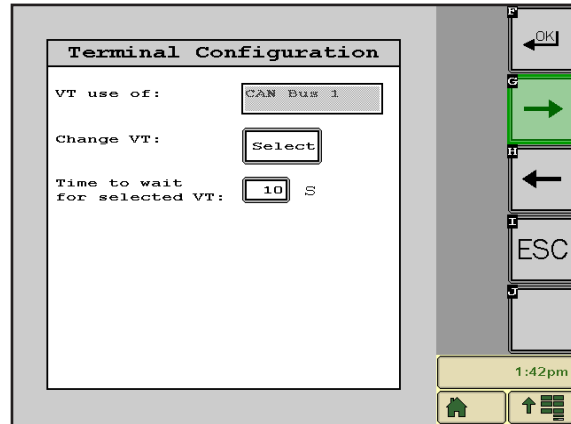 Terminal Configuration
VT use of: CAN Bus 1
Change VT: Select
Time to wait
for selected VT: 10 S
F
OK
G
H
I
ESC
J
1:42pm